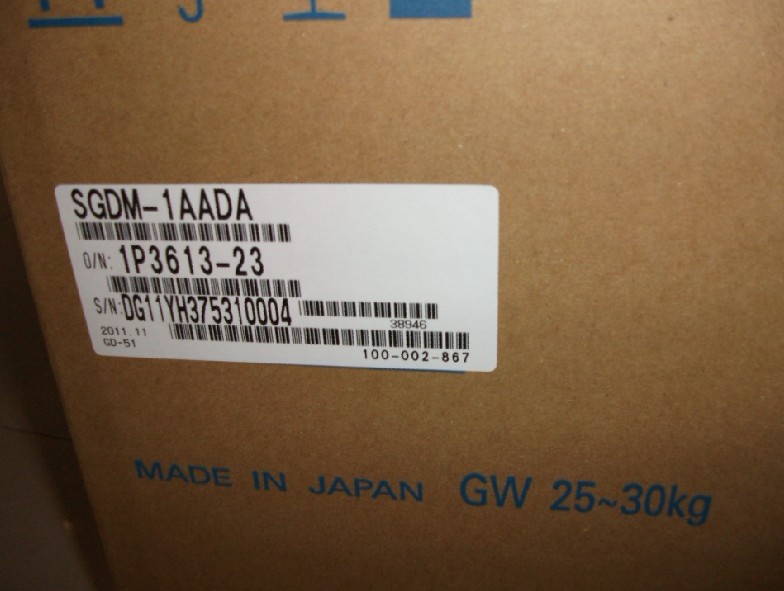 SGDM-1AADA
O/N: 1P3613-23
S/N:DG11YH375310004
38946
2011.11
GD-51
100-002-867
MADE IN JAPAN GW 25~30kg